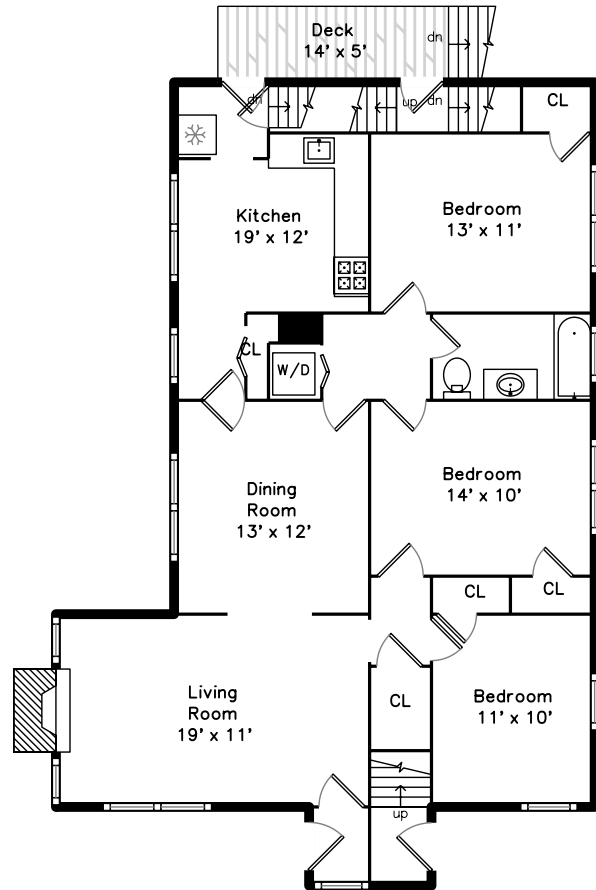 Deck
14' x 5'
dn
dn
up
dn
CL
Kitchen
19' x 12'
Bedroom
13' x 11'
CL
W/D
Dining
Room
13' x 12'
Bedroom
14' x 10'
CL
CL
Living
Room
19' x 11'
CL
Bedroom
11' x 10'
up